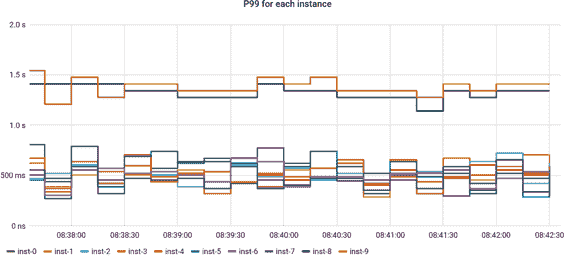 P99 for each instance
2.0 s
1.5 s
1.0 s
500 ms
0 ns
08:38:00 08:38:30 08:39:00 08:39:30 08:40:00 08:40:30 08:41:00 08:41:30 08:42:00 08:42:30
inst-0 inst-1 inst-2 inst-3 inst-4 inst-5 inst-6 inst-7 inst-8 inst-9